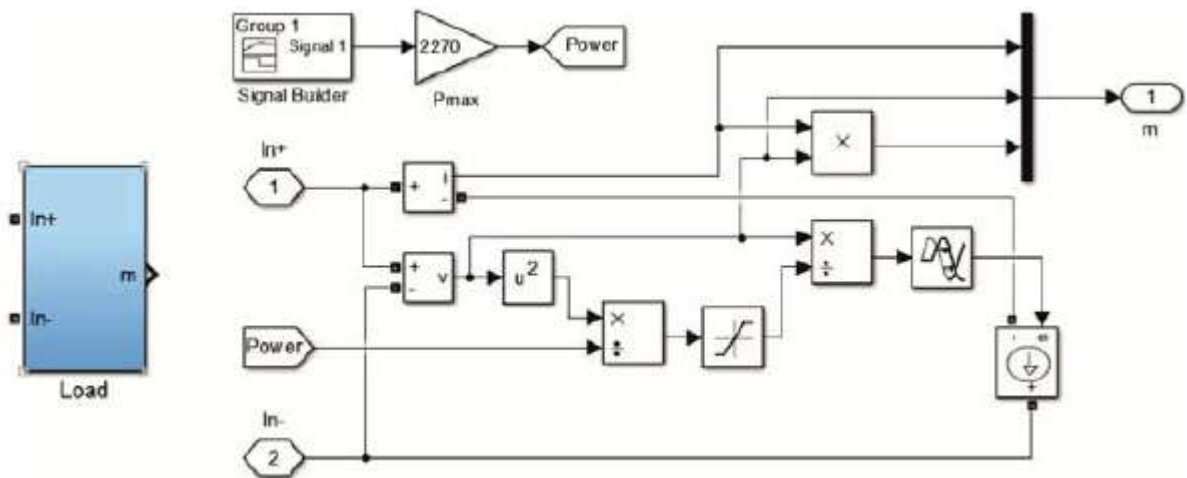 Group 1
Signal 1
Signal Builder
2270
Pmax
Power
1
m
In+
1
×
In+
m
In-
Load
+
i
-
+
-
v
u²
×
÷
×
÷
Power
In-
2
+